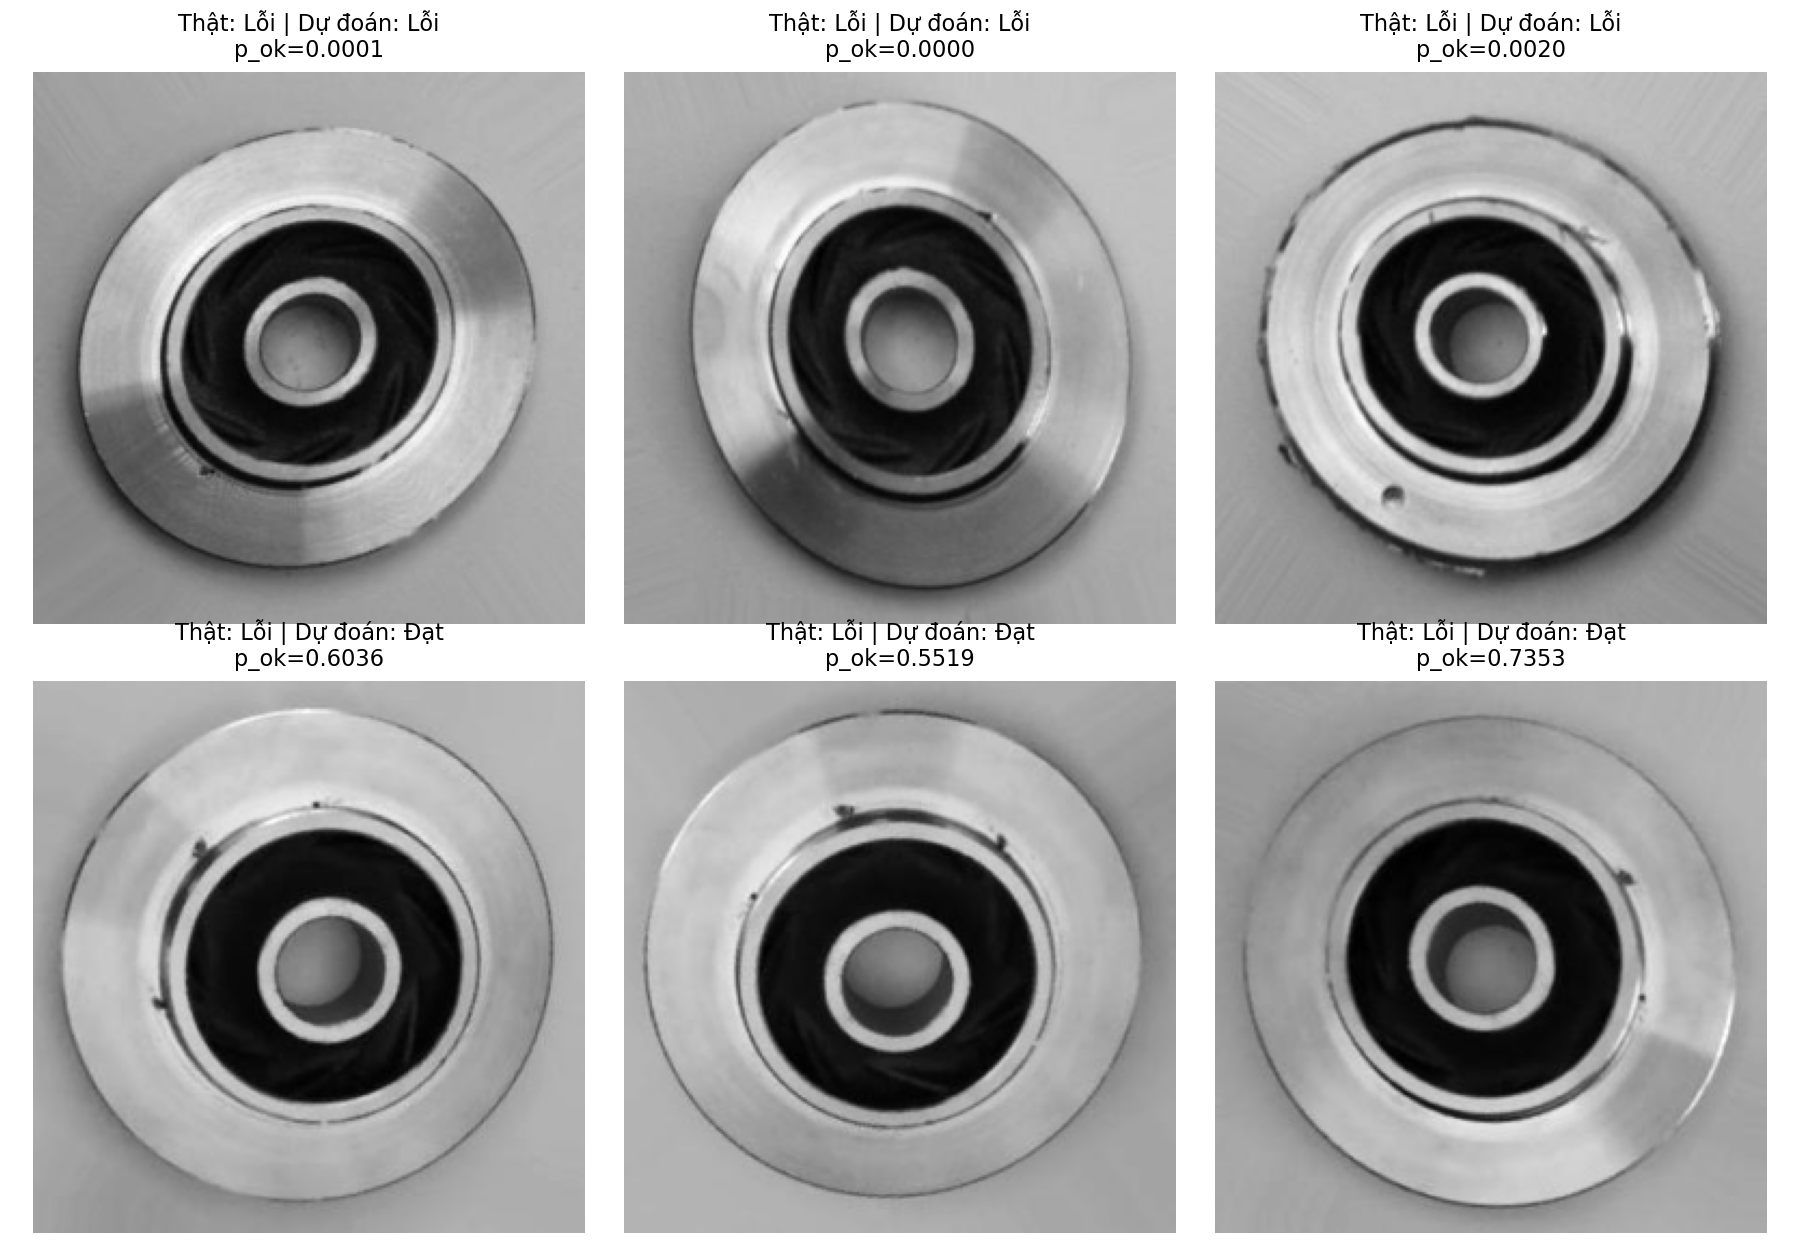 Thật: Lỗi | Dự đoán: Lỗi
p_ok=0.0001
Thật: Lỗi | Dự đoán: Lỗi
p_ok=0.0000
Thật: Lỗi | Dự đoán: Lỗi
p_ok=0.0020
Thật: Lỗi | Dự đoán: Đạt
p_ok=0.6036
Thật: Lỗi | Dự đoán: Đạt
p_ok=0.5519
Thật: Lỗi | Dự đoán: Đạt
p_ok=0.7353